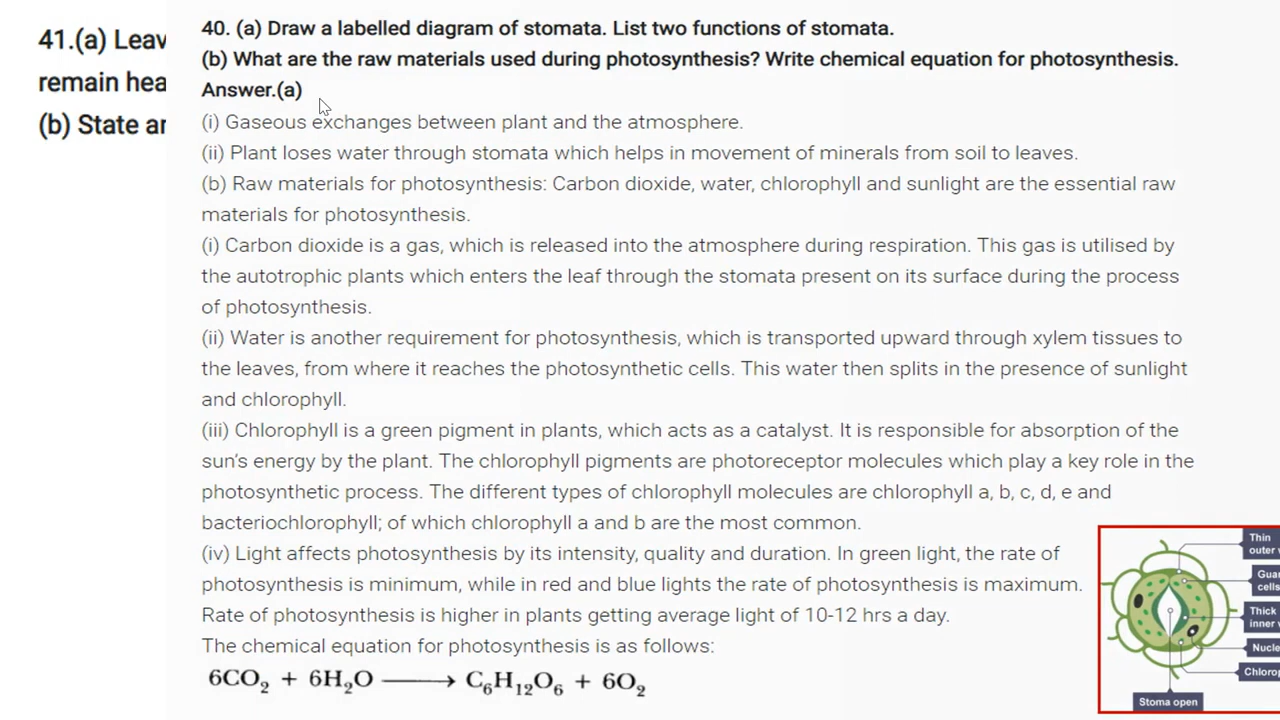 41.(a) Leav
remain hea
(b) State ar
40. (a) Draw a labelled diagram of stomata. List two functions of stomata.
(b) What are the raw materials used during photosynthesis? Write chemical equation for photosynthesis.
Answer.(a)
(i) Gaseous exchanges between plant and the atmosphere.
(ii) Plant loses water through stomata which helps in movement of minerals from soil to leaves.
(b) Raw materials for photosynthesis: Carbon dioxide, water, chlorophyll and sunlight are the essential raw
materials for photosynthesis.
(i) Carbon dioxide is a gas, which is released into the atmosphere during respiration. This gas is utilised by
the autotrophic plants which enters the leaf through the stomata present on its surface during the process
of photosynthesis.
(ii) Water is another requirement for photosynthesis, which is transported upward through xylem tissues to
the leaves, from where it reaches the photosynthetic cells. This water then splits in the presence of sunlight
and chlorophyll.
(iii) Chlorophyll is a green pigment in plants, which acts as a catalyst. It is responsible for absorption of the
sun's energy by the plant. The chlorophyll pigments are photoreceptor molecules which play a key role in the
photosynthetic process. The different types of chlorophyll molecules are chlorophyll a, b, c, d, e and
bacteriochlorophyll; of which chlorophyll a and b are the most common.
(iv) Light affects photosynthesis by its intensity, quality and duration. In green light, the rate of
photosynthesis is minimum, while in red and blue lights the rate of photosynthesis is maximum.
Rate of photosynthesis is higher in plants getting average light of 10-12 hrs a day.
The chemical equation for photosynthesis is as follows:
6CO₂ + 6H₂O ⟶ C₆H₁₂O₆ + 6O₂
Thin
outer w
Guar
cells
Thick
inner w
Nucle
Chlorop
Stoma open